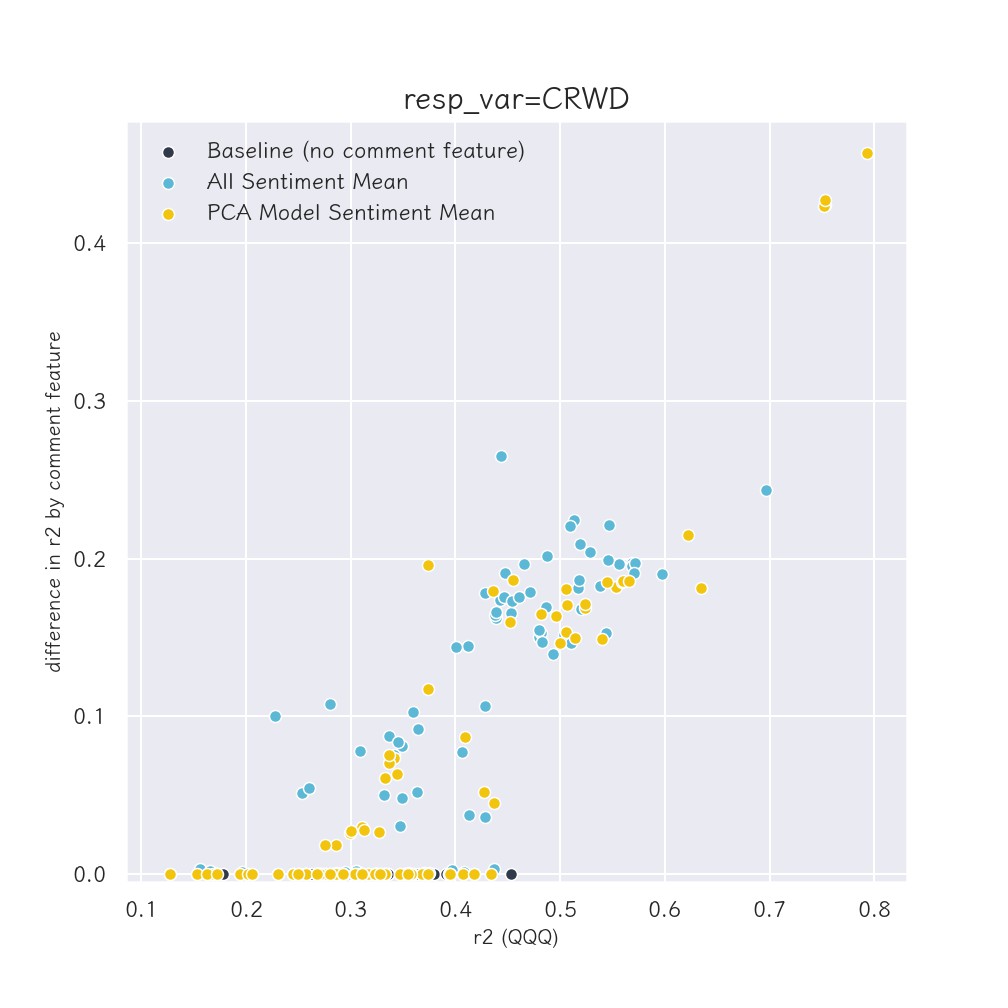 resp_var=CRWD
Baseline (no comment feature)
All Sentiment Mean
PCA Model Sentiment Mean
difference in r2 by comment feature
0.4
0.3
0.2
0.1
0.0
0.1 0.2 0.3 0.4 0.5 0.6 0.7 0.8
r2 (QQQ)